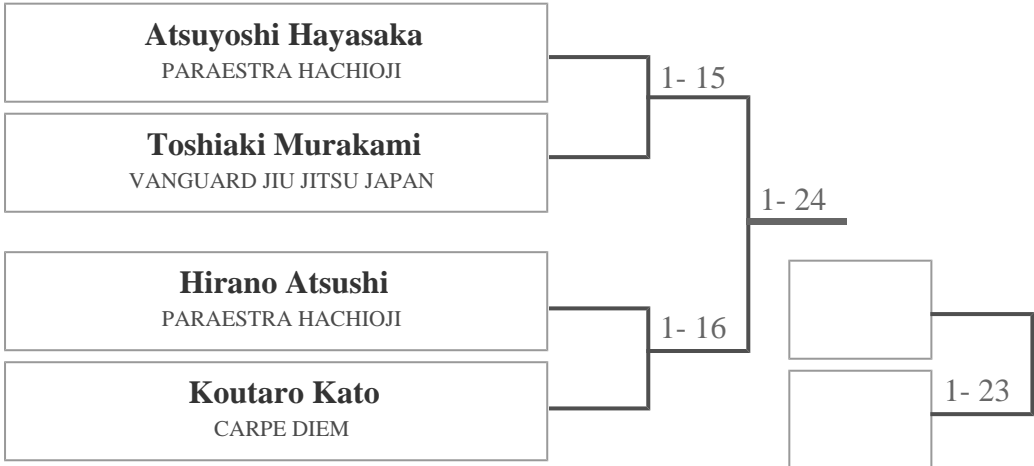 Atsuyoshi Hayasaka
PARAESTRA HACHIOJI
1- 15
Toshiaki Murakami
VANGUARD JIU JITSU JAPAN
1- 24
Hirano Atsushi
PARAESTRA HACHIOJI
1- 16
Koutaro Kato
CARPE DIEM
1- 23